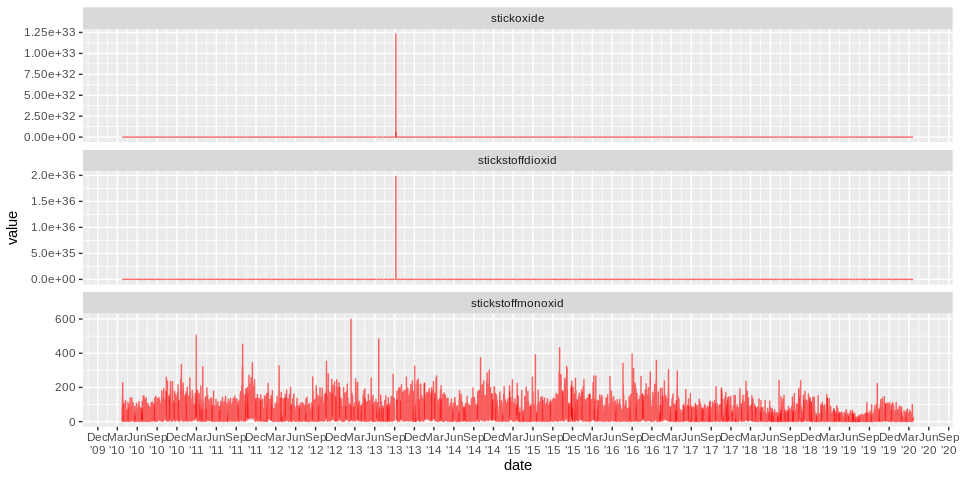 stickoxide
1.25e+33
1.00e+33
7.50e+32
5.00e+32
2.50e+32
0.00e+00
stickstoffdioxid
2.0e+36
1.5e+36
1.0e+36
5.0e+35
0.0e+00
value
stickstoffmonoxid
600
400
200
0
Dec Mar Jun Sep Dec Mar Jun Sep Dec Mar Jun Sep Dec Mar Jun Sep Dec Mar Jun Sep Dec Mar Jun Sep Dec Mar Jun Sep Dec Mar Jun Sep Dec Mar Jun Sep Dec Mar Jun Sep Dec Mar Jun Sep
'09 '10 '10 '10 '10 '11 '11 '11 '11 '12 '12 '12 '12 '13 '13 '13 '13 '14 '14 '14 '14 '15 '15 '15 '15 '16 '16 '16 '16 '17 '17 '17 '17 '18 '18 '18 '18 '19 '19 '19 '19 '20 '20 '20
date